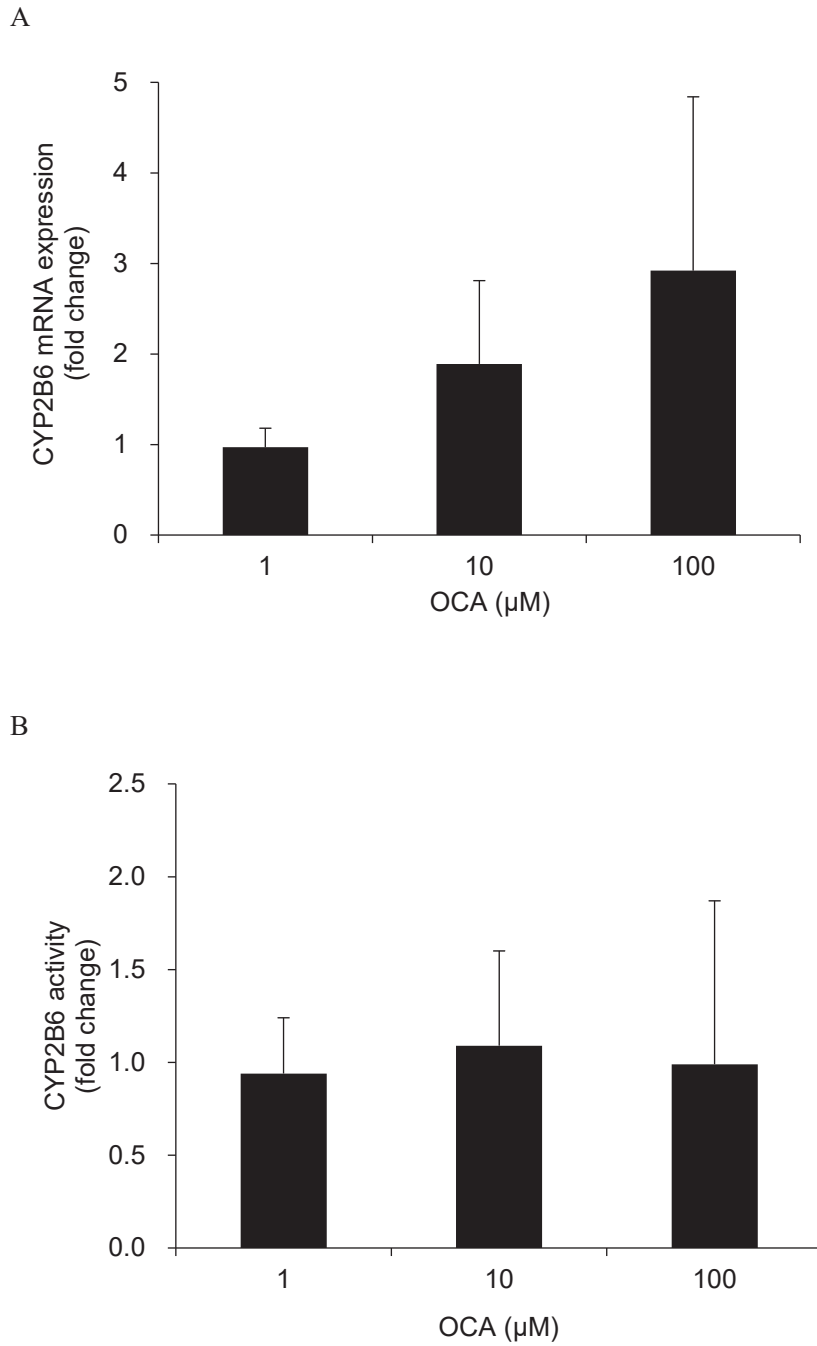 A
5
4
3
2
1
0
CYP2B6 mRNA expression
(fold change)
1 10 100
OCA (µM)
B
2.5
2.0
1.5
1.0
0.5
0.0
CYP2B6 activity
(fold change)
1 10 100
OCA (µM)